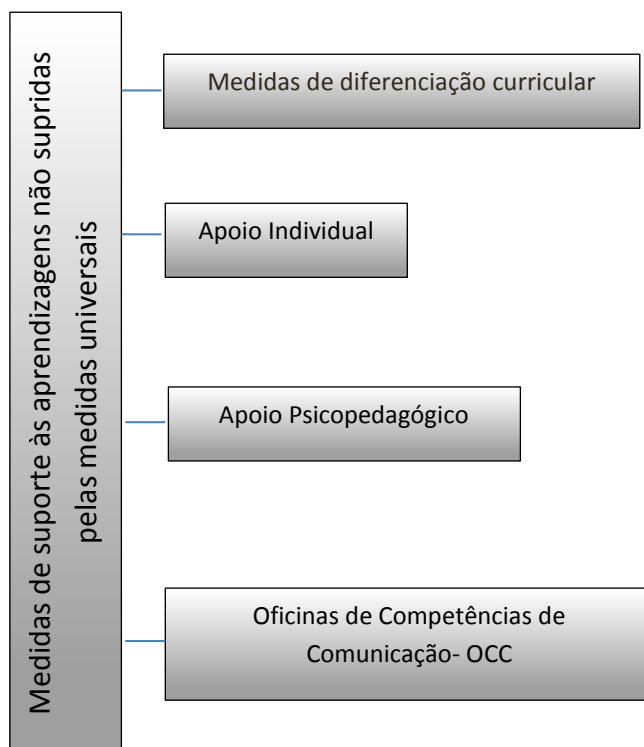 Medidas de suporte às aprendizagens não supridas
pelas medidas universais
Medidas de diferenciação curricular
Apoio Individual
Apoio Psicopedagógico
Oficinas de Competências de
Comunicação- OCC